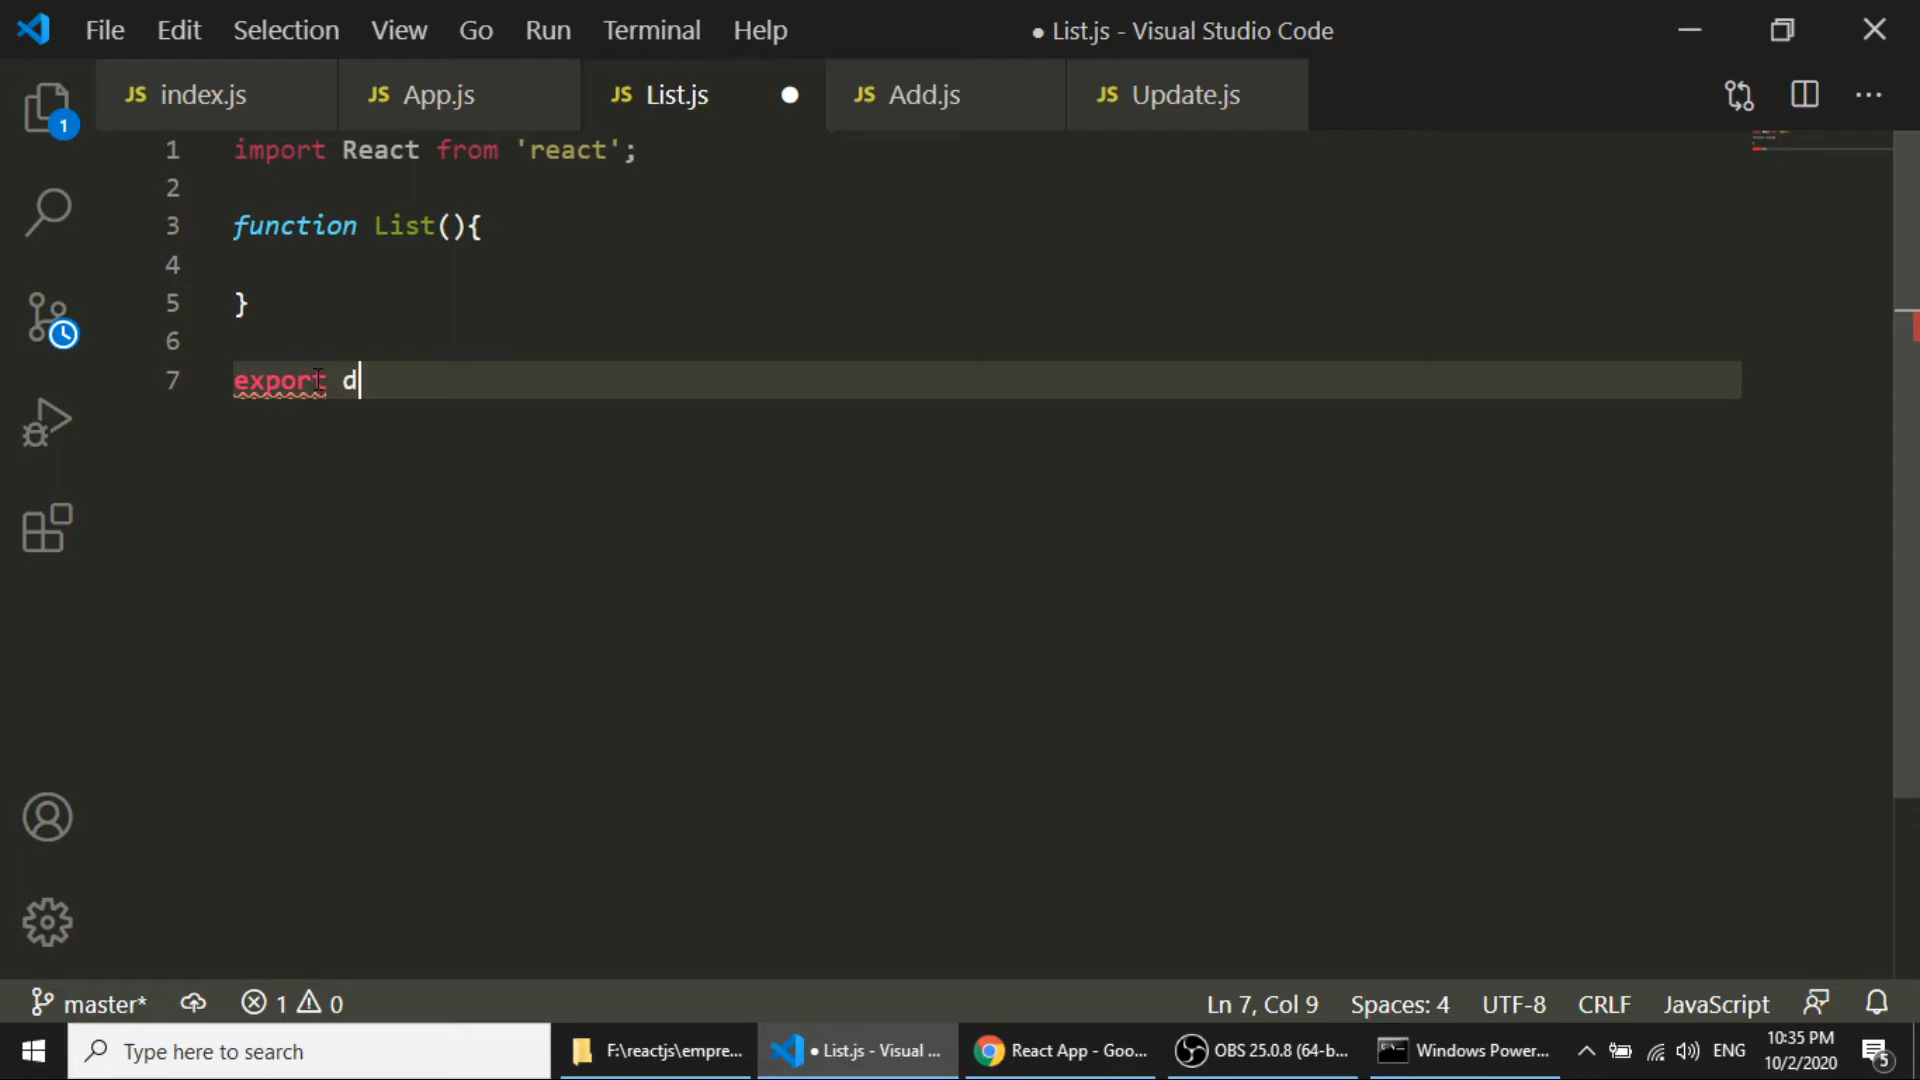 File Edit Selection View Go Run Terminal Help ● List.js - Visual Studio Code
JS index.js JS App.js JS List.js JS Add.js JS Update.js
1
1 import React from 'react';
2
3 function List(){
4
5 }
6
7 export d
master* 1 0 Ln 7, Col 9 Spaces: 4 UTF-8 CRLF JavaScript
Type here to search F:\reactjs\empre... ● List.js - Visual ... React App - Goo... OBS 25.0.8 (64-b... Windows Power... ENG 10:35 PM
10/2/2020 5